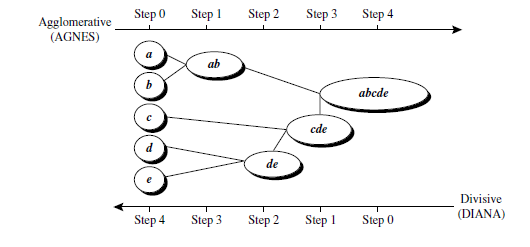 Agglomerative
(AGNES)
Step 0 Step 1 Step 2 Step 3 Step 4
a
b
ab
abcde
c
cde
d
de
e
Divisive
(DIANA)
Step 4 Step 3 Step 2 Step 1 Step 0